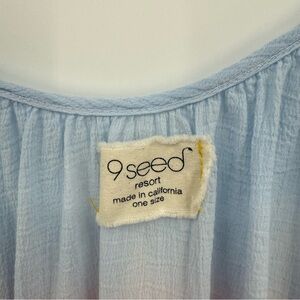 9 seed
resort
made in california
one size